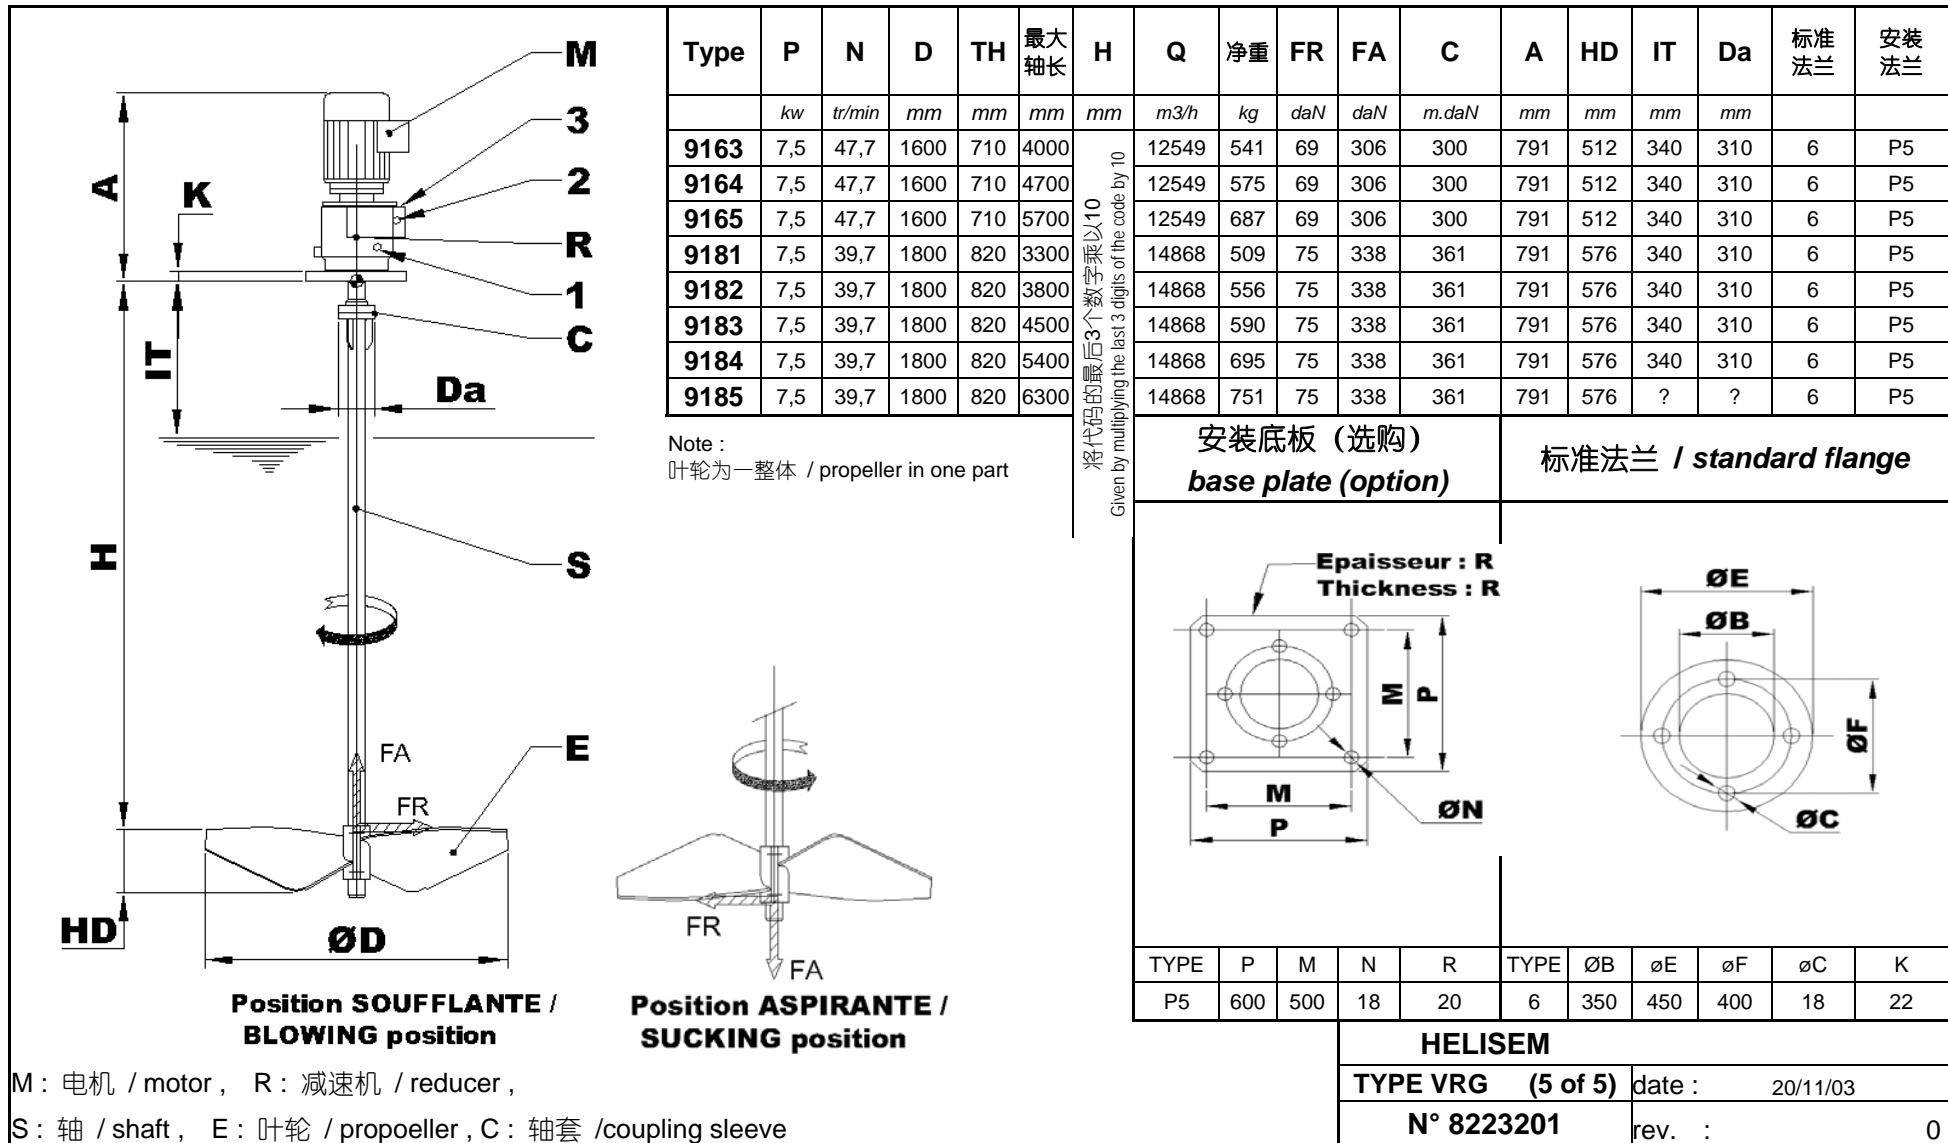 M
3
2
R
1
C
A
K
IT
Da
H
S
FA
FR
E
HD
ØD
Position SOUFFLANTE /
BLOWING position
FR
FA
Position ASPIRANTE /
SUCKING position
Type P N D TH 最大轴长 H Q 净重 FR FA C A HD IT Da 标准法兰 安装法兰
kw tr/min mm mm mm mm m3/h kg daN daN m.daN mm mm mm mm
9163 7,5 47,7 1600 710 4000 12549 541 69 306 300 791 512 340 310 6 P5
9164 7,5 47,7 1600 710 4700 12549 575 69 306 300 791 512 340 310 6 P5
9165 7,5 47,7 1600 710 5700 12549 687 69 306 300 791 512 340 310 6 P5
9181 7,5 39,7 1800 820 3300 14868 509 75 338 361 791 576 340 310 6 P5
9182 7,5 39,7 1800 820 3800 14868 556 75 338 361 791 576 340 310 6 P5
9183 7,5 39,7 1800 820 4500 14868 590 75 338 361 791 576 340 310 6 P5
9184 7,5 39,7 1800 820 5400 14868 695 75 338 361 791 576 340 310 6 P5
9185 7,5 39,7 1800 820 6300 14868 751 75 338 361 791 576 ? ? 6 P5
将代码的最后3个数字乘以10
Given by multiplying the last 3 digits of the code by 10
Note :
叶轮为一整体 / propeller in one part
安装底板（选购）
base plate (option)
标准法兰 / standard flange
Epaisseur : R
Thickness : R
M
P
M
P
ØN
ØE
ØB
ØF
ØC
TYPE P M N R TYPE ØB øE øF øC K
P5 600 500 18 20 6 350 450 400 18 22
HELISEM
TYPE VRG (5 of 5) date : 20/11/03
N° 8223201 rev. : 0
M : 电机 / motor , R : 减速机 / reducer ,
S : 轴 / shaft , E : 叶轮 / propoeller , C : 轴套 /coupling sleeve